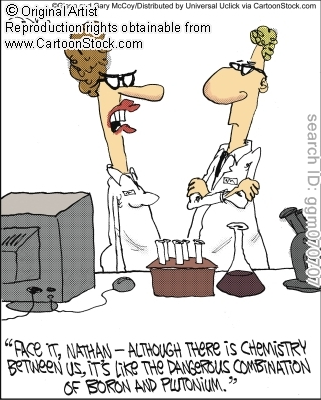 © Original Artist
Reproduction rights obtainable from
www.CartoonStock.com
Gary McCoy/Distributed by Universal Uclick via CartoonStock.com
search ID: ggm070707
"FACE IT, NATHAN — ALTHOUGH THERE IS CHEMISTRY
BETWEEN US, IT'S LIKE THE DANGEROUS COMBINATION
OF BORON AND PLUTONIUM."